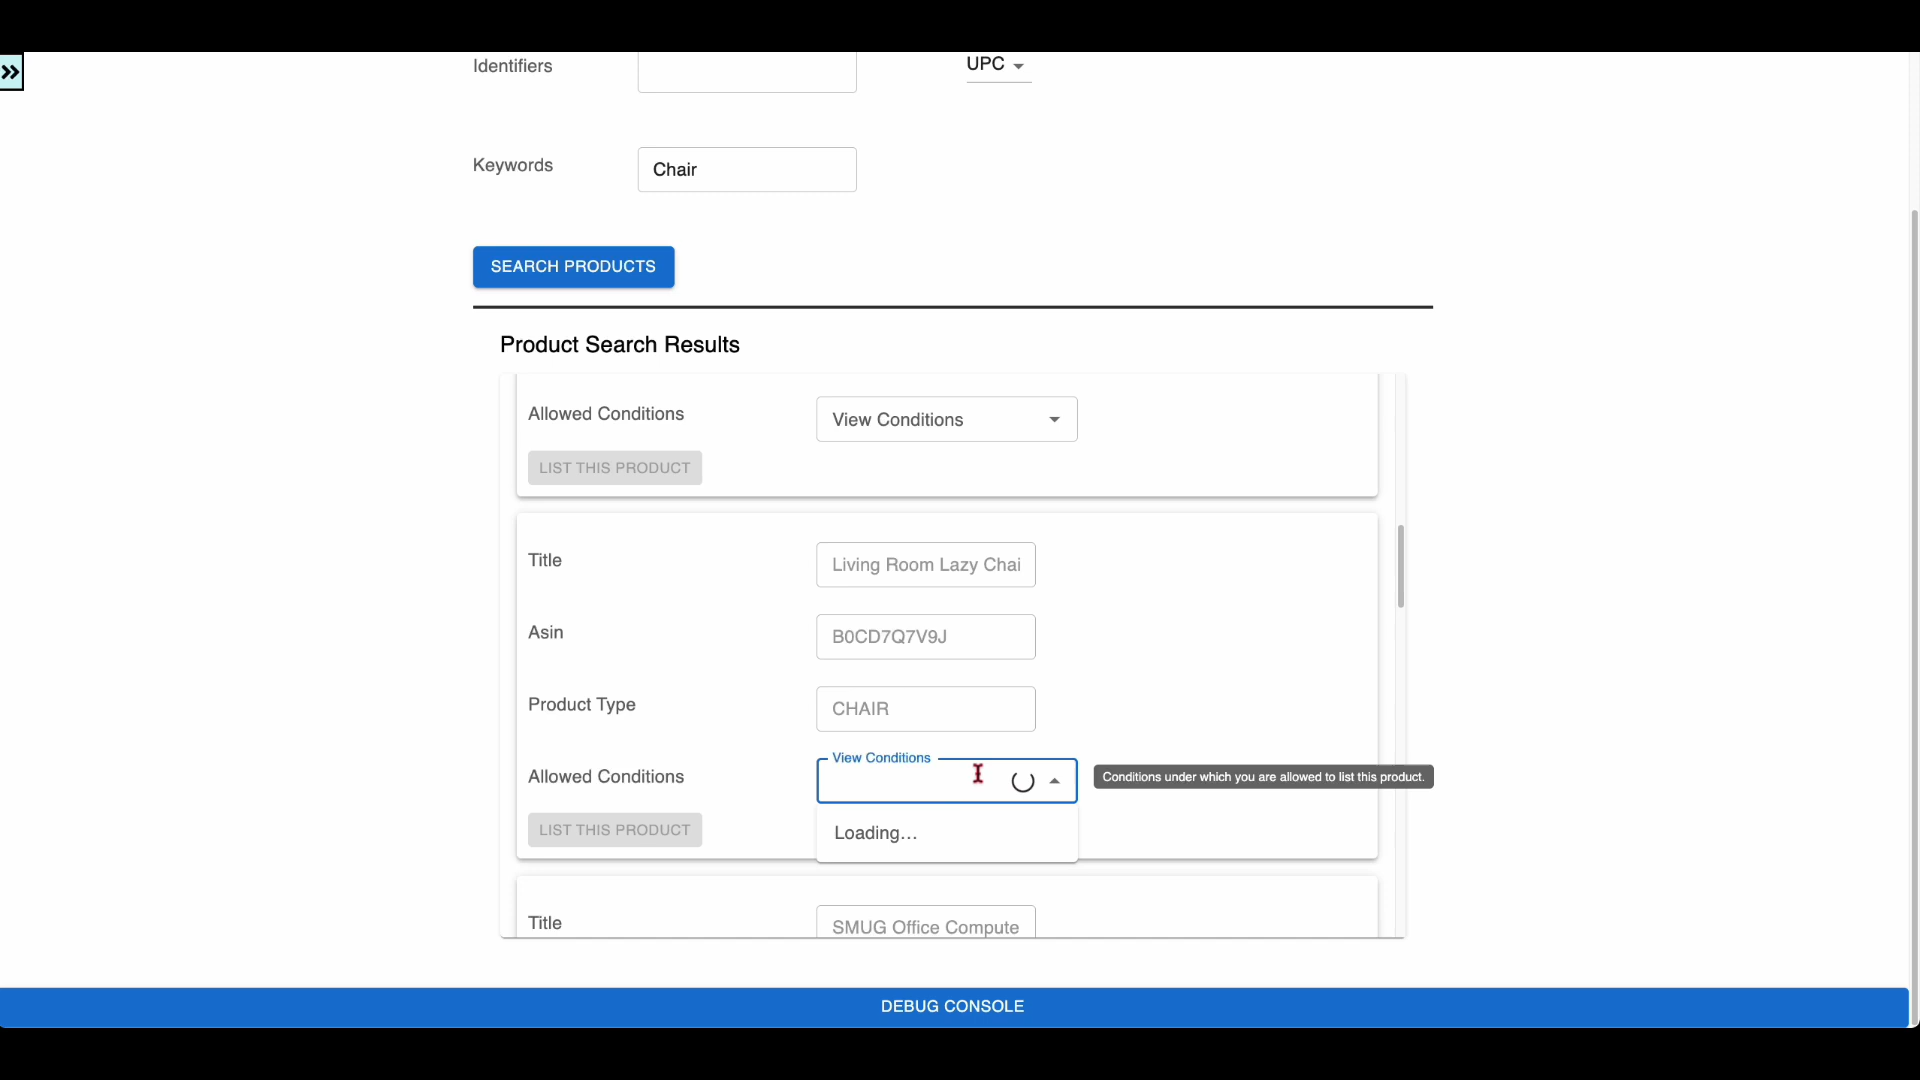 Identifiers
UPC
Keywords
Chair
SEARCH PRODUCTS
Product Search Results
Allowed Conditions
View Conditions
LIST THIS PRODUCT
Title
Living Room Lazy Chai
Asin
B0CD7Q7V9J
Product Type
CHAIR
View Conditions
Allowed Conditions
Conditions under which you are allowed to list this product.
LIST THIS PRODUCT
Loading…
Title
SMUG Office Compute
DEBUG CONSOLE